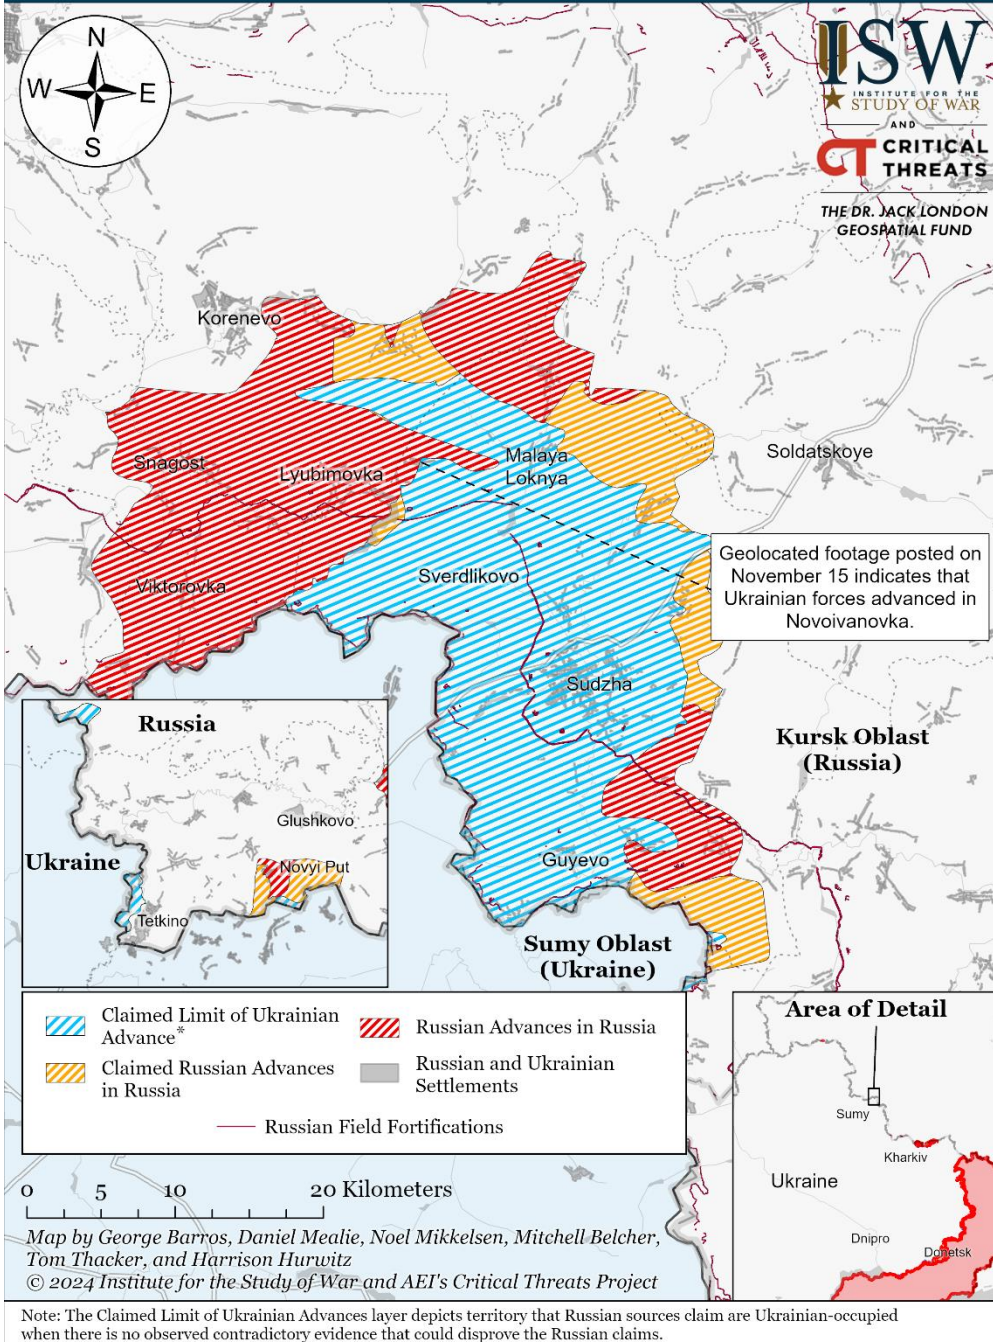 N
W
E
S
ISW
INSTITUTE FOR THE
STUDY OF WAR
AND
CT CRITICAL
THREATS
THE DR. JACK LONDON
GEOSPATIAL FUND
Korenevo
Snagost
Lyubimovka
Malaya
Loknya
Soldatskoye
Viktorovka
Sverdlikovo
Geolocated footage posted on
November 15 indicates that
Ukrainian forces advanced in
Novoivanovka.
Sudzha
Kursk Oblast
(Russia)
Guyevo
Sumy Oblast
(Ukraine)
Russia
Glushkovo
Ukraine
Novyi Put
Tetkino
Claimed Limit of Ukrainian
Advance*
Russian Advances in Russia
Claimed Russian Advances
in Russia
Russian and Ukrainian
Settlements
Russian Field Fortifications
Area of Detail
Sumy
Kharkiv
Ukraine
Dnipro
Donetsk
0 5 10 20 Kilometers
Map by George Barros, Daniel Mealie, Noel Mikkelsen, Mitchell Belcher,
Tom Thacker, and Harrison Hurwitz
© 2024 Institute for the Study of War and AEI's Critical Threats Project
Note: The Claimed Limit of Ukrainian Advances layer depicts territory that Russian sources claim are Ukrainian-occupied
when there is no observed contradictory evidence that could disprove the Russian claims.